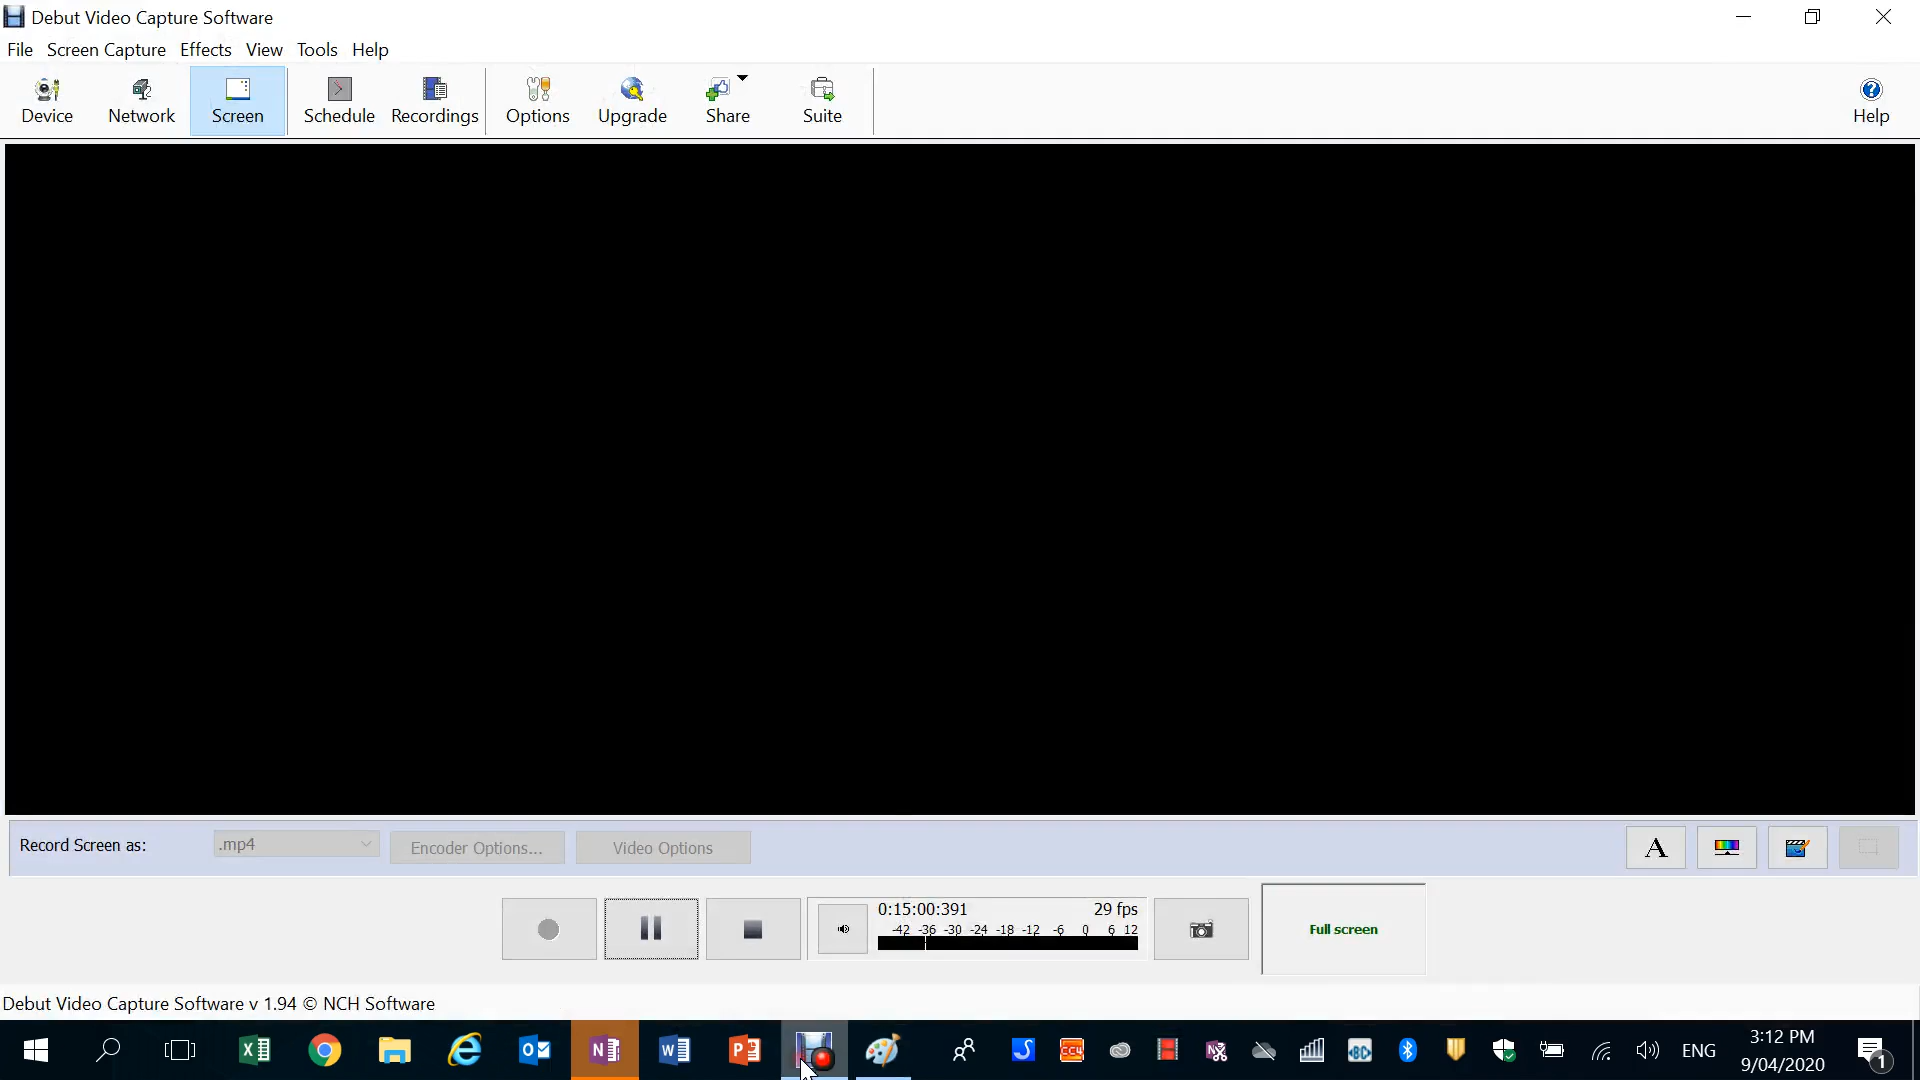 Debut Video Capture Software
File Screen Capture Effects View Tools Help
Device Network Screen Schedule Recordings Options Upgrade Share Suite Help
Record Screen as: .mp4 Encoder Options... Video Options A
0:15:00:391 29 fps
-42 -36 -30 -24 -18 -12 -6 0 6 12
Full screen
Debut Video Capture Software v 1.94 © NCH Software
3:12 PM
ENG
9/04/2020
1